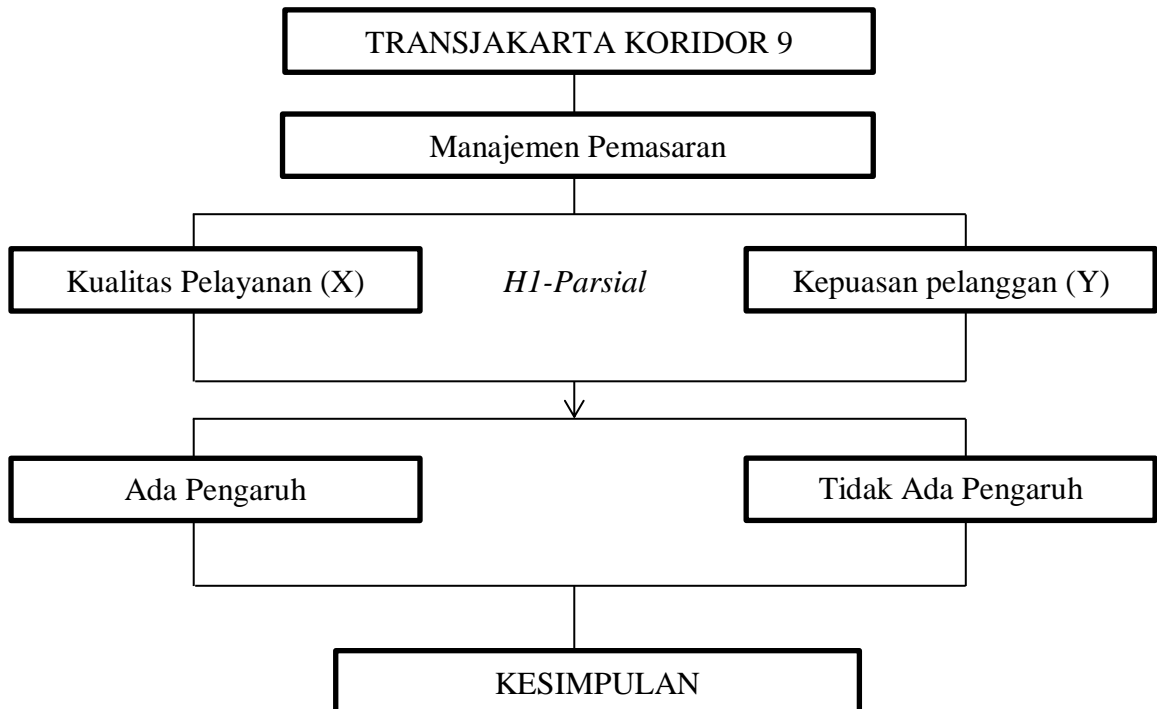 TRANSJAKARTA KORIDOR 9
Manajemen Pemasaran
Kualitas Pelayanan (X)
H1-Parsial
Kepuasan pelanggan (Y)
Ada Pengaruh
Tidak Ada Pengaruh
KESIMPULAN